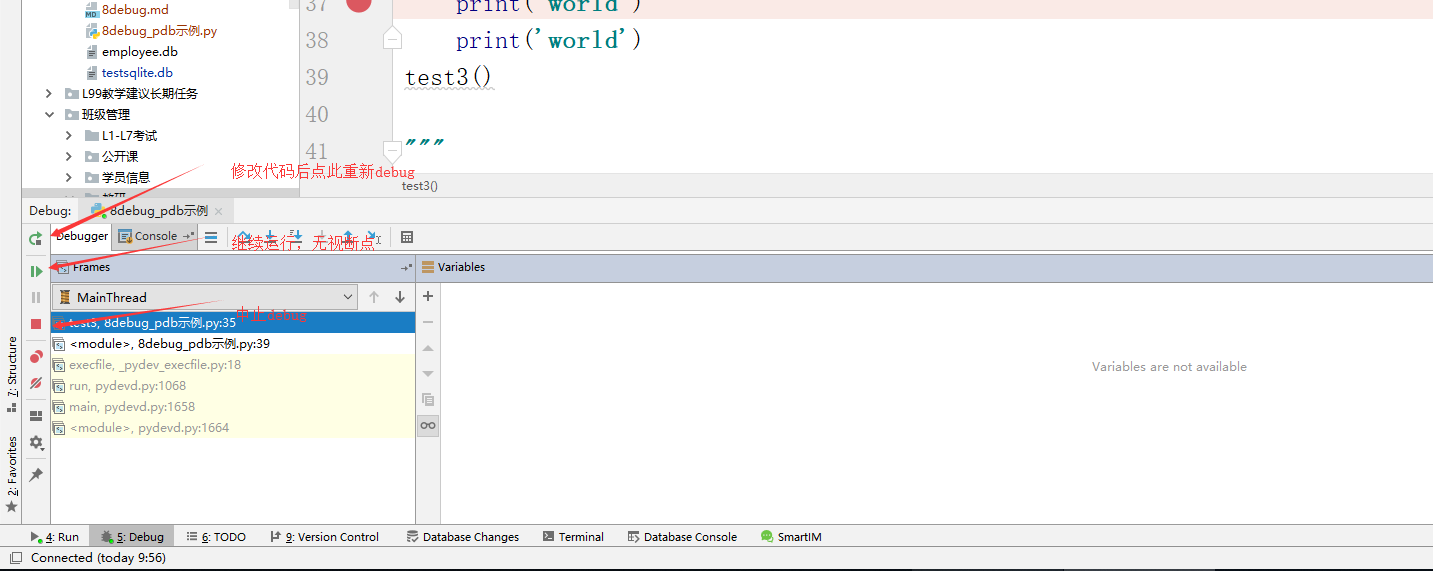 8debug.md
8debug_pdb示例.py
employee.db
testsqlite.db
L99教学建议长期任务
班级管理
L1-L7考试
公开课
学员信息
37 print('world')
38 print('world')
39 test3()
40
41 """
test3()
修改代码后点此重新debug
Debug: 8debug_pdb示例
Debugger Console
继续运行，无视断点
Frames
Variables
MainThread
中止debug
test3, 8debug_pdb示例.py:35
<module>, 8debug_pdb示例.py:39
execfile, _pydev_execfile.py:18
run, pydevd.py:1068
main, pydevd.py:1658
<module>, pydevd.py:1664
Variables are not available
7: Structure
2: Favorites
4: Run 5: Debug 6: TODO 9: Version Control Database Changes Terminal Database Console SmartIM
Connected (today 9:56)